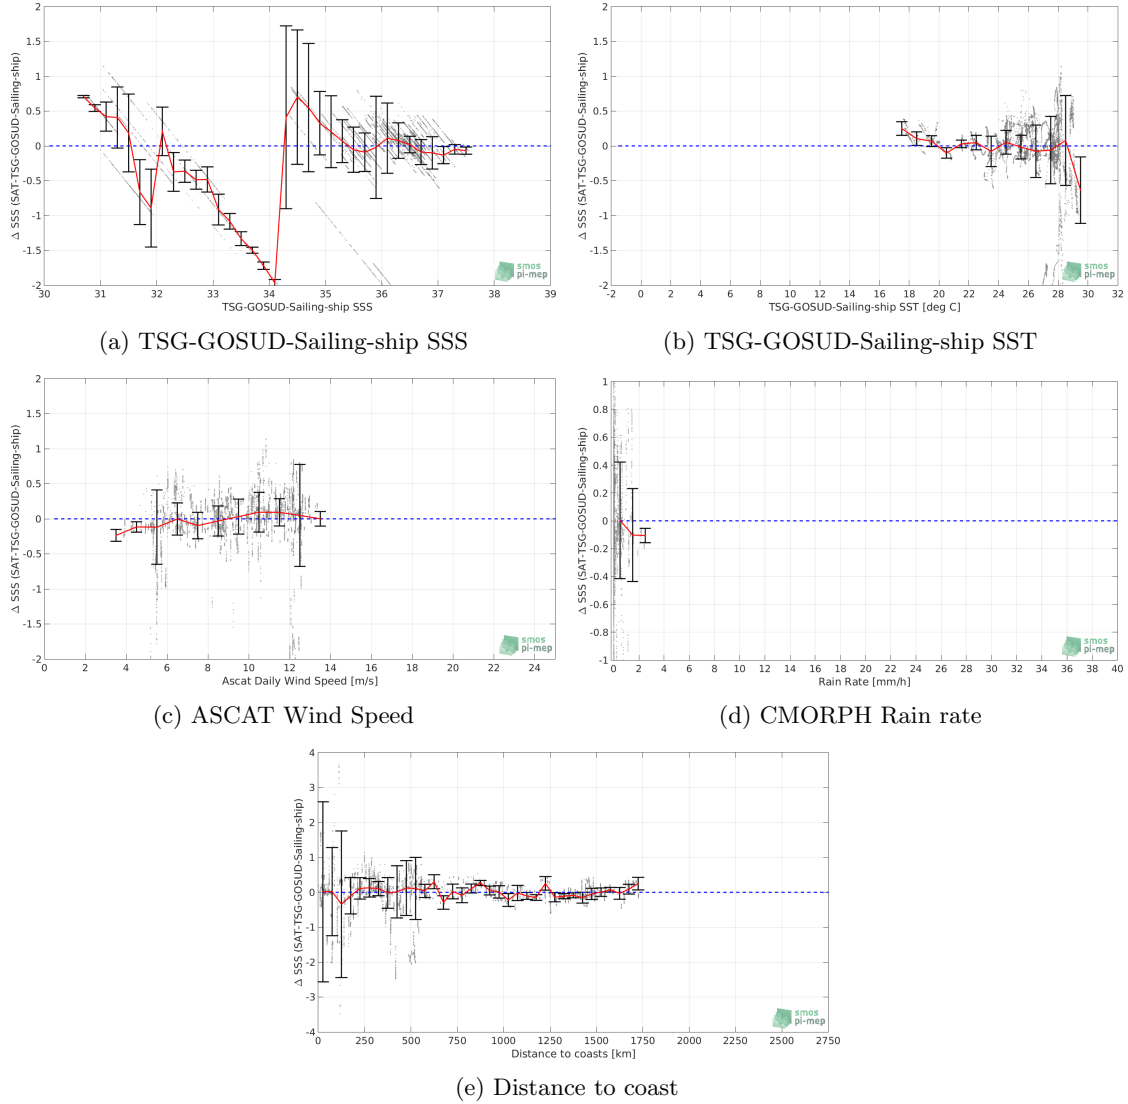 Δ SSS (SAT-TSG-GOSUD-Sailing-ship)
2
1.5
1
0.5
0
-0.5
-1
-1.5
-2
30 31 32 33 34 35 36 37 38 39
TSG-GOSUD-Sailing-ship SSS
smos
pi-mep
(a) TSG-GOSUD-Sailing-ship SSS
Δ SSS (SAT-TSG-GOSUD-Sailing-ship)
2
1.5
1
0.5
0
-0.5
-1
-1.5
-2
-2 0 2 4 6 8 10 12 14 16 18 20 22 24 26 28 30 32
TSG-GOSUD-Sailing-ship SST [deg C]
smos
pi-mep
(b) TSG-GOSUD-Sailing-ship SST
Δ SSS (SAT-TSG-GOSUD-Sailing-ship)
2
1.5
1
0.5
0
-0.5
-1
-1.5
-2
0 2 4 6 8 10 12 14 16 18 20 22 24
Ascat Daily Wind Speed [m/s]
smos
pi-mep
(c) ASCAT Wind Speed
Δ SSS (SAT-TSG-GOSUD-Sailing-ship)
1
0.8
0.6
0.4
0.2
0
-0.2
-0.4
-0.6
-0.8
-1
0 2 4 6 8 10 12 14 16 18 20 22 24 26 28 30 32 34 36 38 40
Rain Rate [mm/h]
smos
pi-mep
(d) CMORPH Rain rate
Δ SSS (SAT-TSG-GOSUD-Sailing-ship)
4
3
2
1
0
-1
-2
-3
-4
0 250 500 750 1000 1250 1500 1750 2000 2250 2500 2750
Distance to coasts [km]
smos
pi-mep
(e) Distance to coast